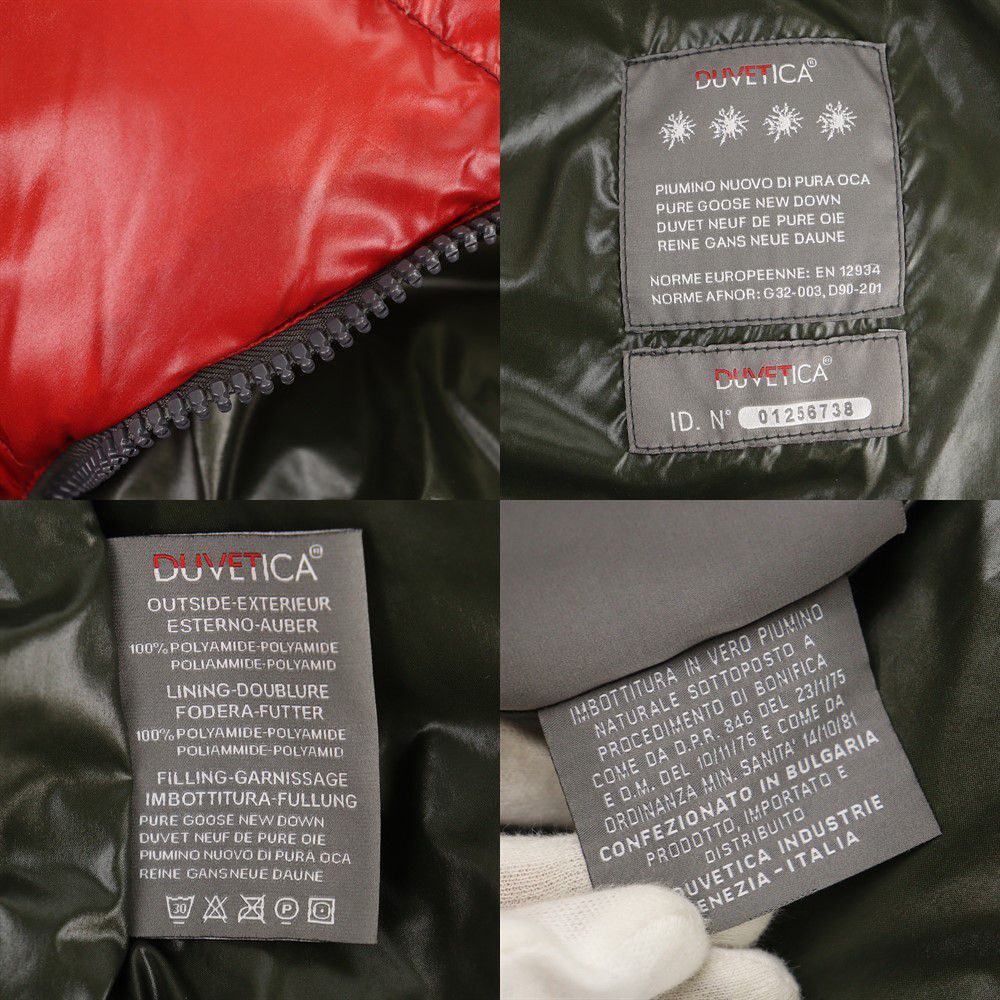 DUVETICA®
PIUMINO NUOVO DI PURA OCA
PURE GOOSE NEW DOWN
DUVET NEUF DE PURE OIE
REINE GANS NEUE DAUNE
NORME EUROPEENNE: EN 12934
NORME AFNOR: G32-003, D90-201
DUVETICA®
ID. N° 01256738
DUVETICA®
OUTSIDE-EXTERIEUR
ESTERNO-AUBER
100% POLYAMIDE-POLYAMIDE
POLIAMMIDE-POLYAMID
LINING-DOUBLURE
FODERA-FUTTER
100% POLYAMIDE-POLYAMIDE
POLIAMMIDE-POLYAMID
FILLING-GARNISSAGE
IMBOTTITURA-FULLUNG
PURE GOOSE NEW DOWN
DUVET NEUF DE PURE OIE
PIUMINO NUOVO DI PURA OCA
REINE GANS NEUE DAUNE
30 P
IMBOTTITURA IN VERO PIUMINO
NATURALE SOTTOPOSTO A
PROCEDIMENTO DI BONIFICA
COME DA D.P.R. 846 DEL 23/1/75
E D.M. DEL 10/11/76 E COME DA
ORDINANZA MIN. SANITA' 14/10/81
CONFEZIONATO IN BULGARIA
PRODOTTO, IMPORTATO E
DISTRIBUITO
DUVETICA INDUSTRIE
VENEZIA-ITALIA